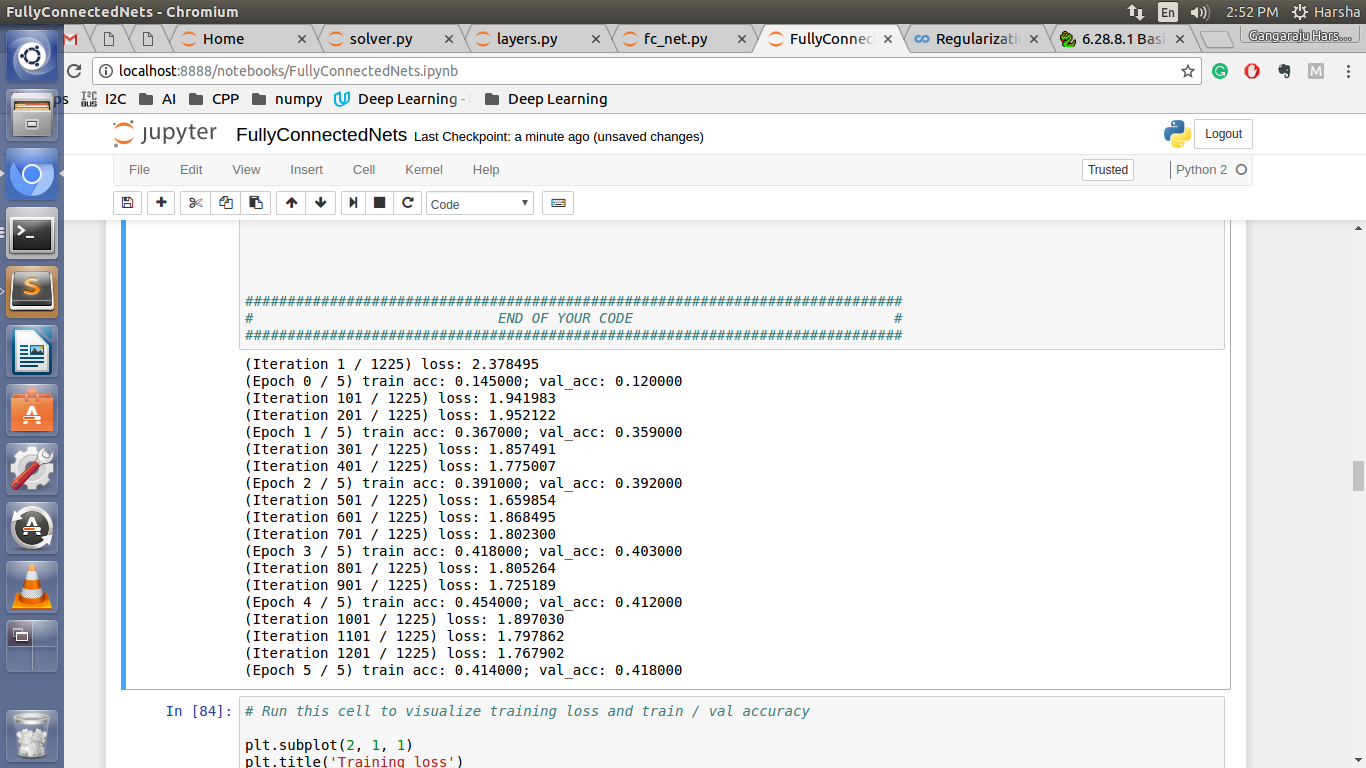 FullyConnectedNets - Chromium
En
2:52 PM
Harsha
Home
solver.py
layers.py
fc_net.py
FullyConnec
Regularizati
6.28.8.1 Basi
Gangaraju Hars...
localhost:8888/notebooks/FullyConnectedNets.ipynb
ps
I2C
AI
CPP
numpy
Deep Learning -
Deep Learning
jupyter
FullyConnectedNets
Last Checkpoint: a minute ago (unsaved changes)
Logout
File
Edit
View
Insert
Cell
Kernel
Help
Trusted
Python 2
Code
##############################################################################
# END OF YOUR CODE #
##############################################################################
(Iteration 1 / 1225) loss: 2.378495
(Epoch 0 / 5) train acc: 0.145000; val_acc: 0.120000
(Iteration 101 / 1225) loss: 1.941983
(Iteration 201 / 1225) loss: 1.952122
(Epoch 1 / 5) train acc: 0.367000; val_acc: 0.359000
(Iteration 301 / 1225) loss: 1.857491
(Iteration 401 / 1225) loss: 1.775007
(Epoch 2 / 5) train acc: 0.391000; val_acc: 0.392000
(Iteration 501 / 1225) loss: 1.659854
(Iteration 601 / 1225) loss: 1.868495
(Iteration 701 / 1225) loss: 1.802300
(Epoch 3 / 5) train acc: 0.418000; val_acc: 0.403000
(Iteration 801 / 1225) loss: 1.805264
(Iteration 901 / 1225) loss: 1.725189
(Epoch 4 / 5) train acc: 0.454000; val_acc: 0.412000
(Iteration 1001 / 1225) loss: 1.897030
(Iteration 1101 / 1225) loss: 1.797862
(Iteration 1201 / 1225) loss: 1.767902
(Epoch 5 / 5) train acc: 0.414000; val_acc: 0.418000
In [84]:
# Run this cell to visualize training loss and train / val accuracy
plt.subplot(2, 1, 1)
plt.title('Training loss')